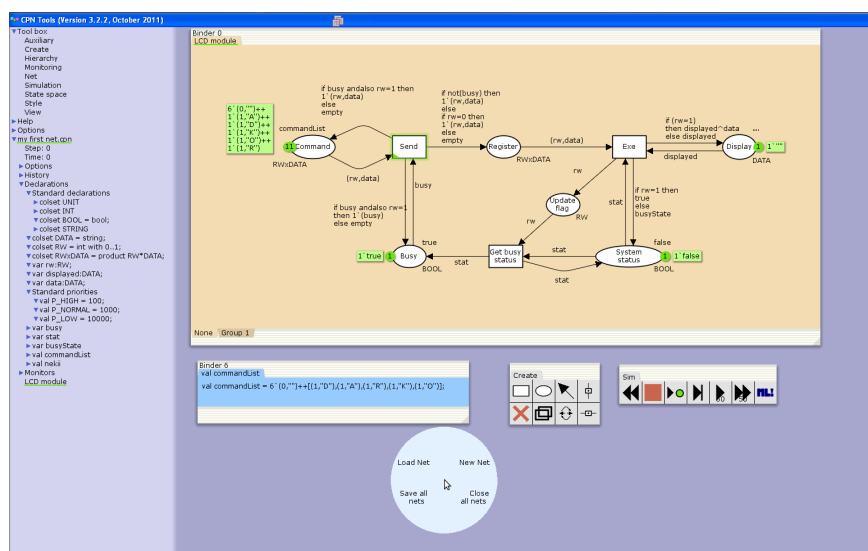 CPN Tools (Version 3.2.2, October 2011)
Tool box
Auxiliary
Create
Hierarchy
Monitoring
Net
Simulation
State space
Style
View
Help
Options
my first net.cpn
Step: 0
Time: 0
Options
History
Declarations
Standard declarations
colset UNIT
colset INT
colset BOOL = bool;
colset STRING
colset DATA = string;
colset RW = int with 0..1;
colset RWxDATA = product RW*DATA;
var rw:RW;
var displayed:DATA;
var data:DATA;
Standard priorities
val P_HIGH = 100;
val P_NORMAL = 1000;
val P_LOW = 10000;
var busy
var stat
var busyState
val commandList
val nekii
Monitors
LCD module
Binder 0
LCD module
6`(0,"")++
1`(1,"A")++
1`(1,"D")++
1`(1,"K")++
1`(1,"O")++
1`(1,"R")
commandList
11
Command
RWxDATA
if busy andalso rw=1 then
1`(rw,data)
else
empty
(rw,data)
Send
if not(busy) then
1`(rw,data)
else
if rw=0 then
1`(rw,data)
else
empty
Register
RWxDATA
(rw,data)
Exe
if (rw=1)
then displayed^data
else displayed
displayed
...
Display
1
1`""
DATA
busy
if busy andalso rw=1
then 1`(busy)
else empty
rw
Update
flag
RW
rw
stat
if rw=1 then
true
else
busyState
true
1`true
1
Busy
BOOL
stat
Get busy
status
stat
stat
false
System
status
1
1`false
BOOL
None
Group 1
Binder 6
val commandList
val commandList = 6`(0,"")++[(1,"D"),(1,"A"),(1,"R"),(1,"K"),(1,"O")];
Create
Sim
50
50
ML!
Load Net
New Net
Save all
nets
Close
all nets